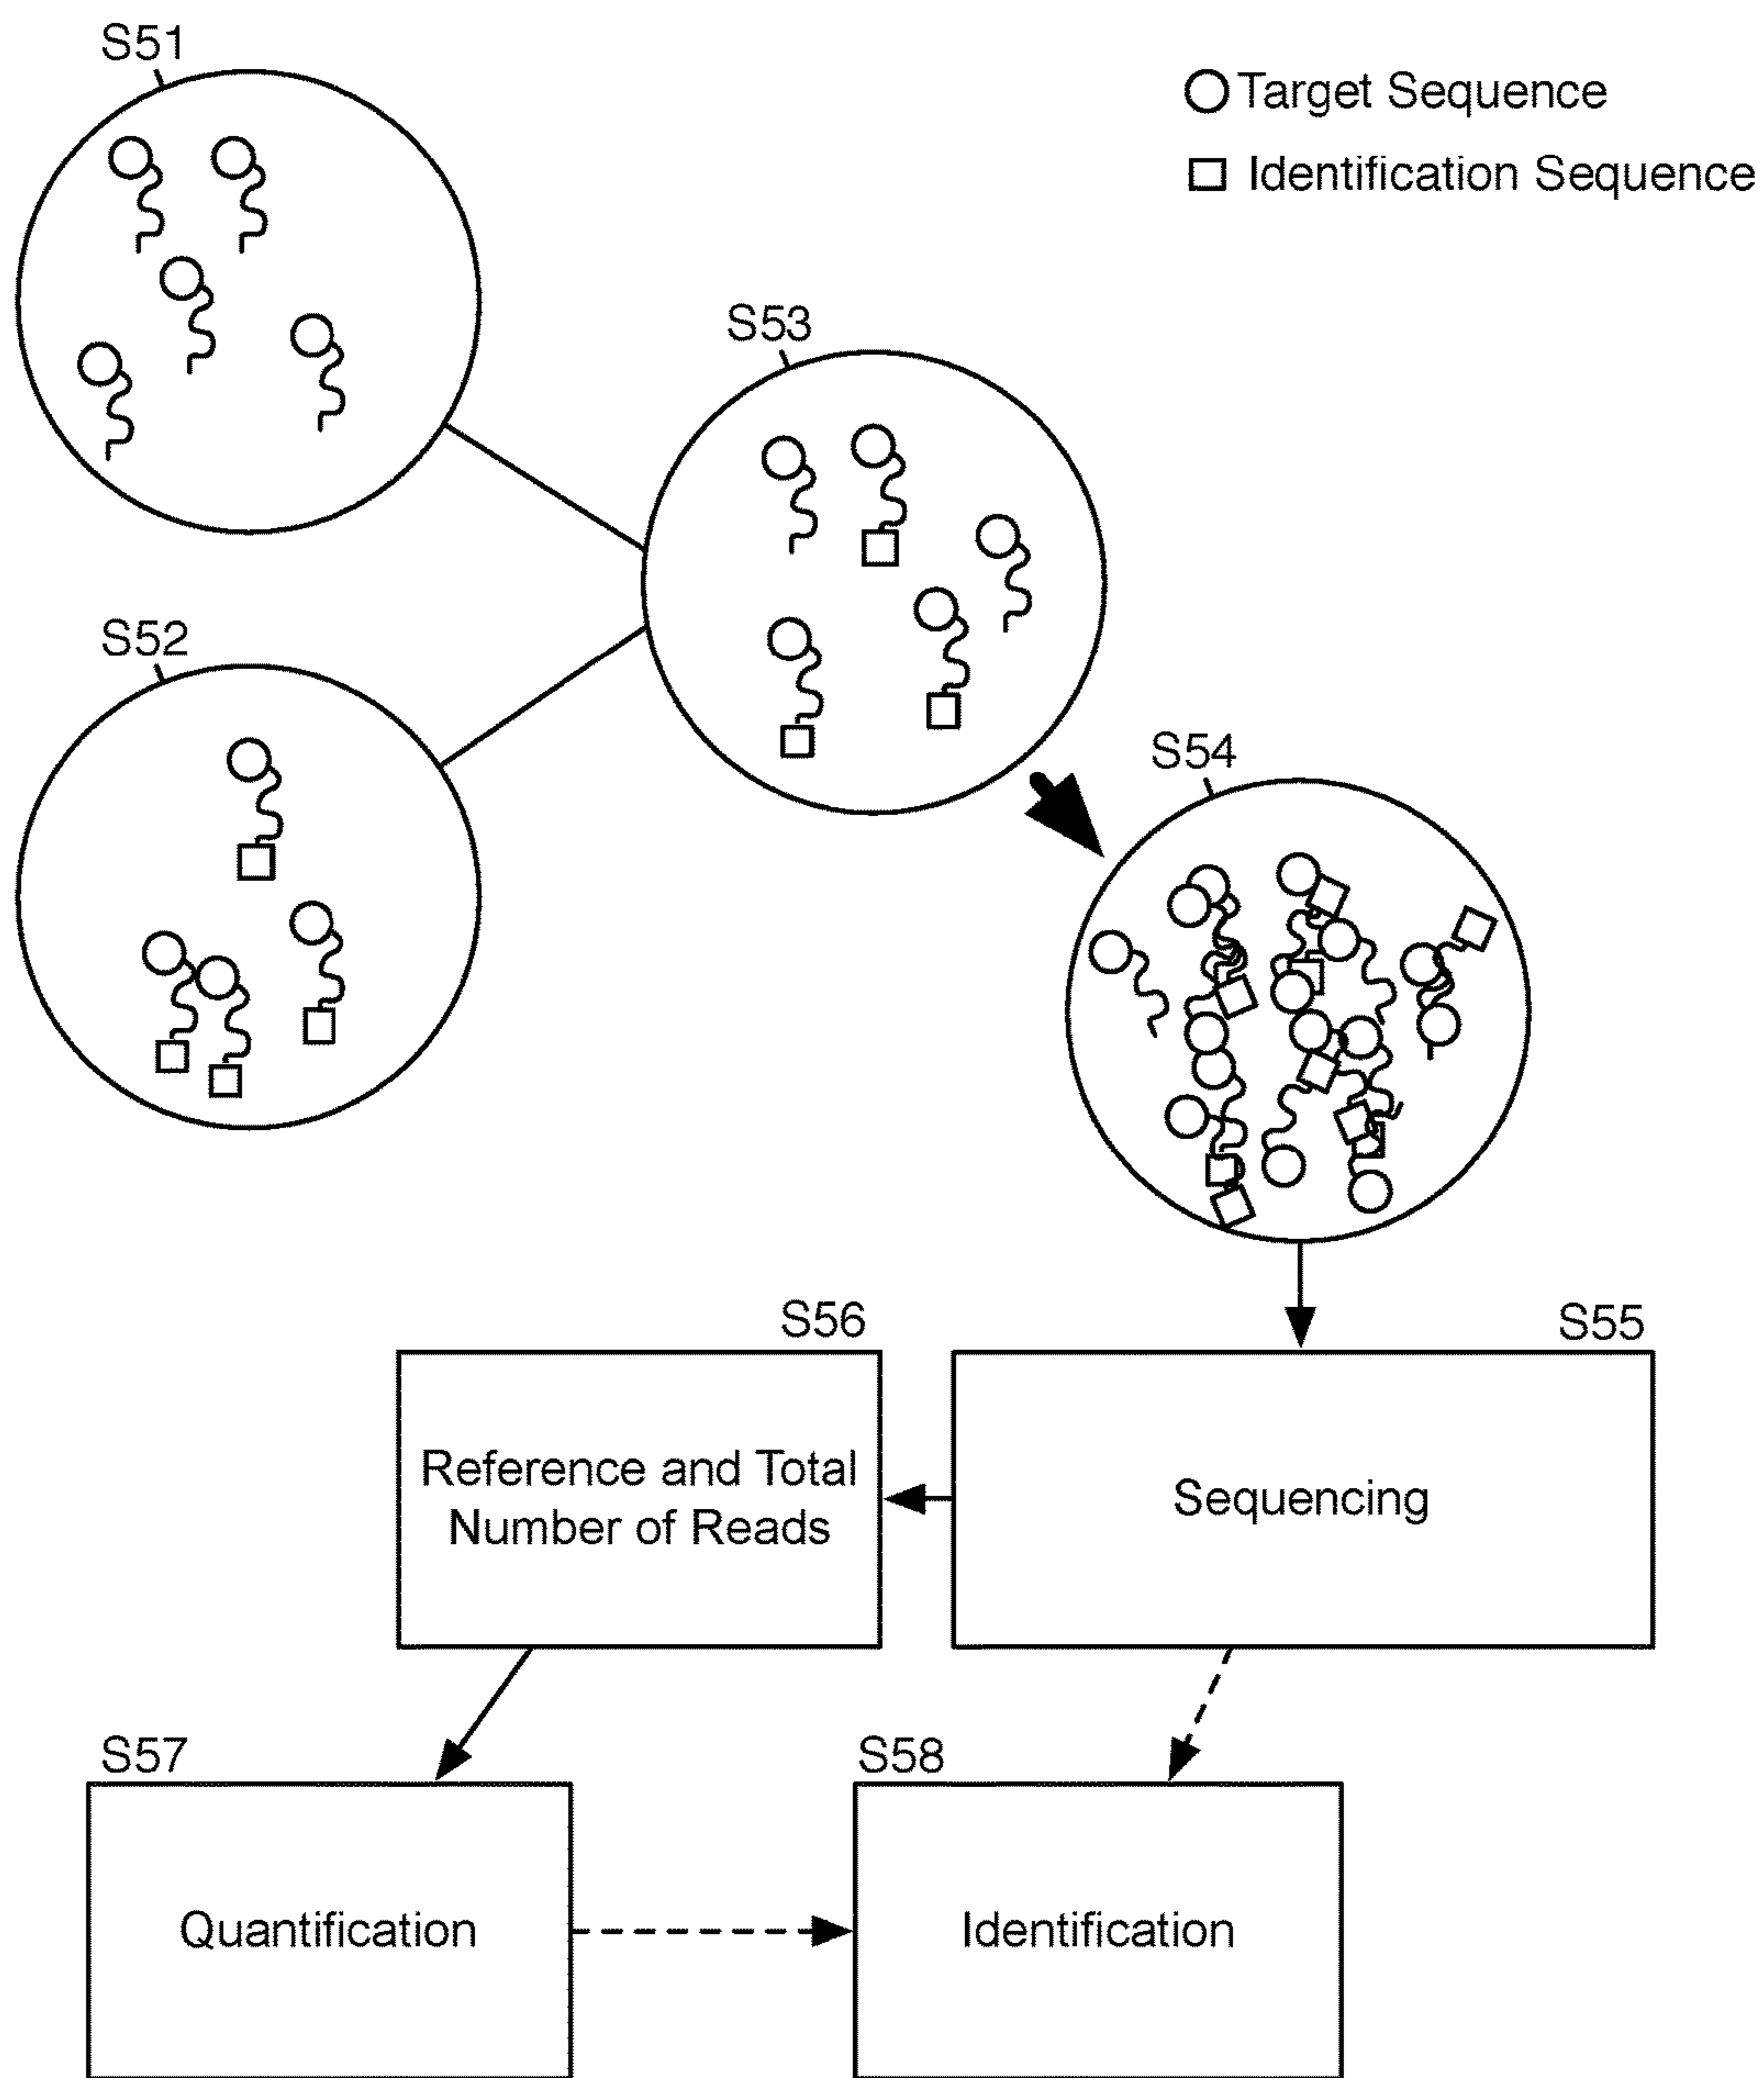 S51
Target Sequence
Identification Sequence
S53
S52
S54
S56
S55
Reference and Total
Number of Reads
Sequencing
S57
S58
Quantification
Identification